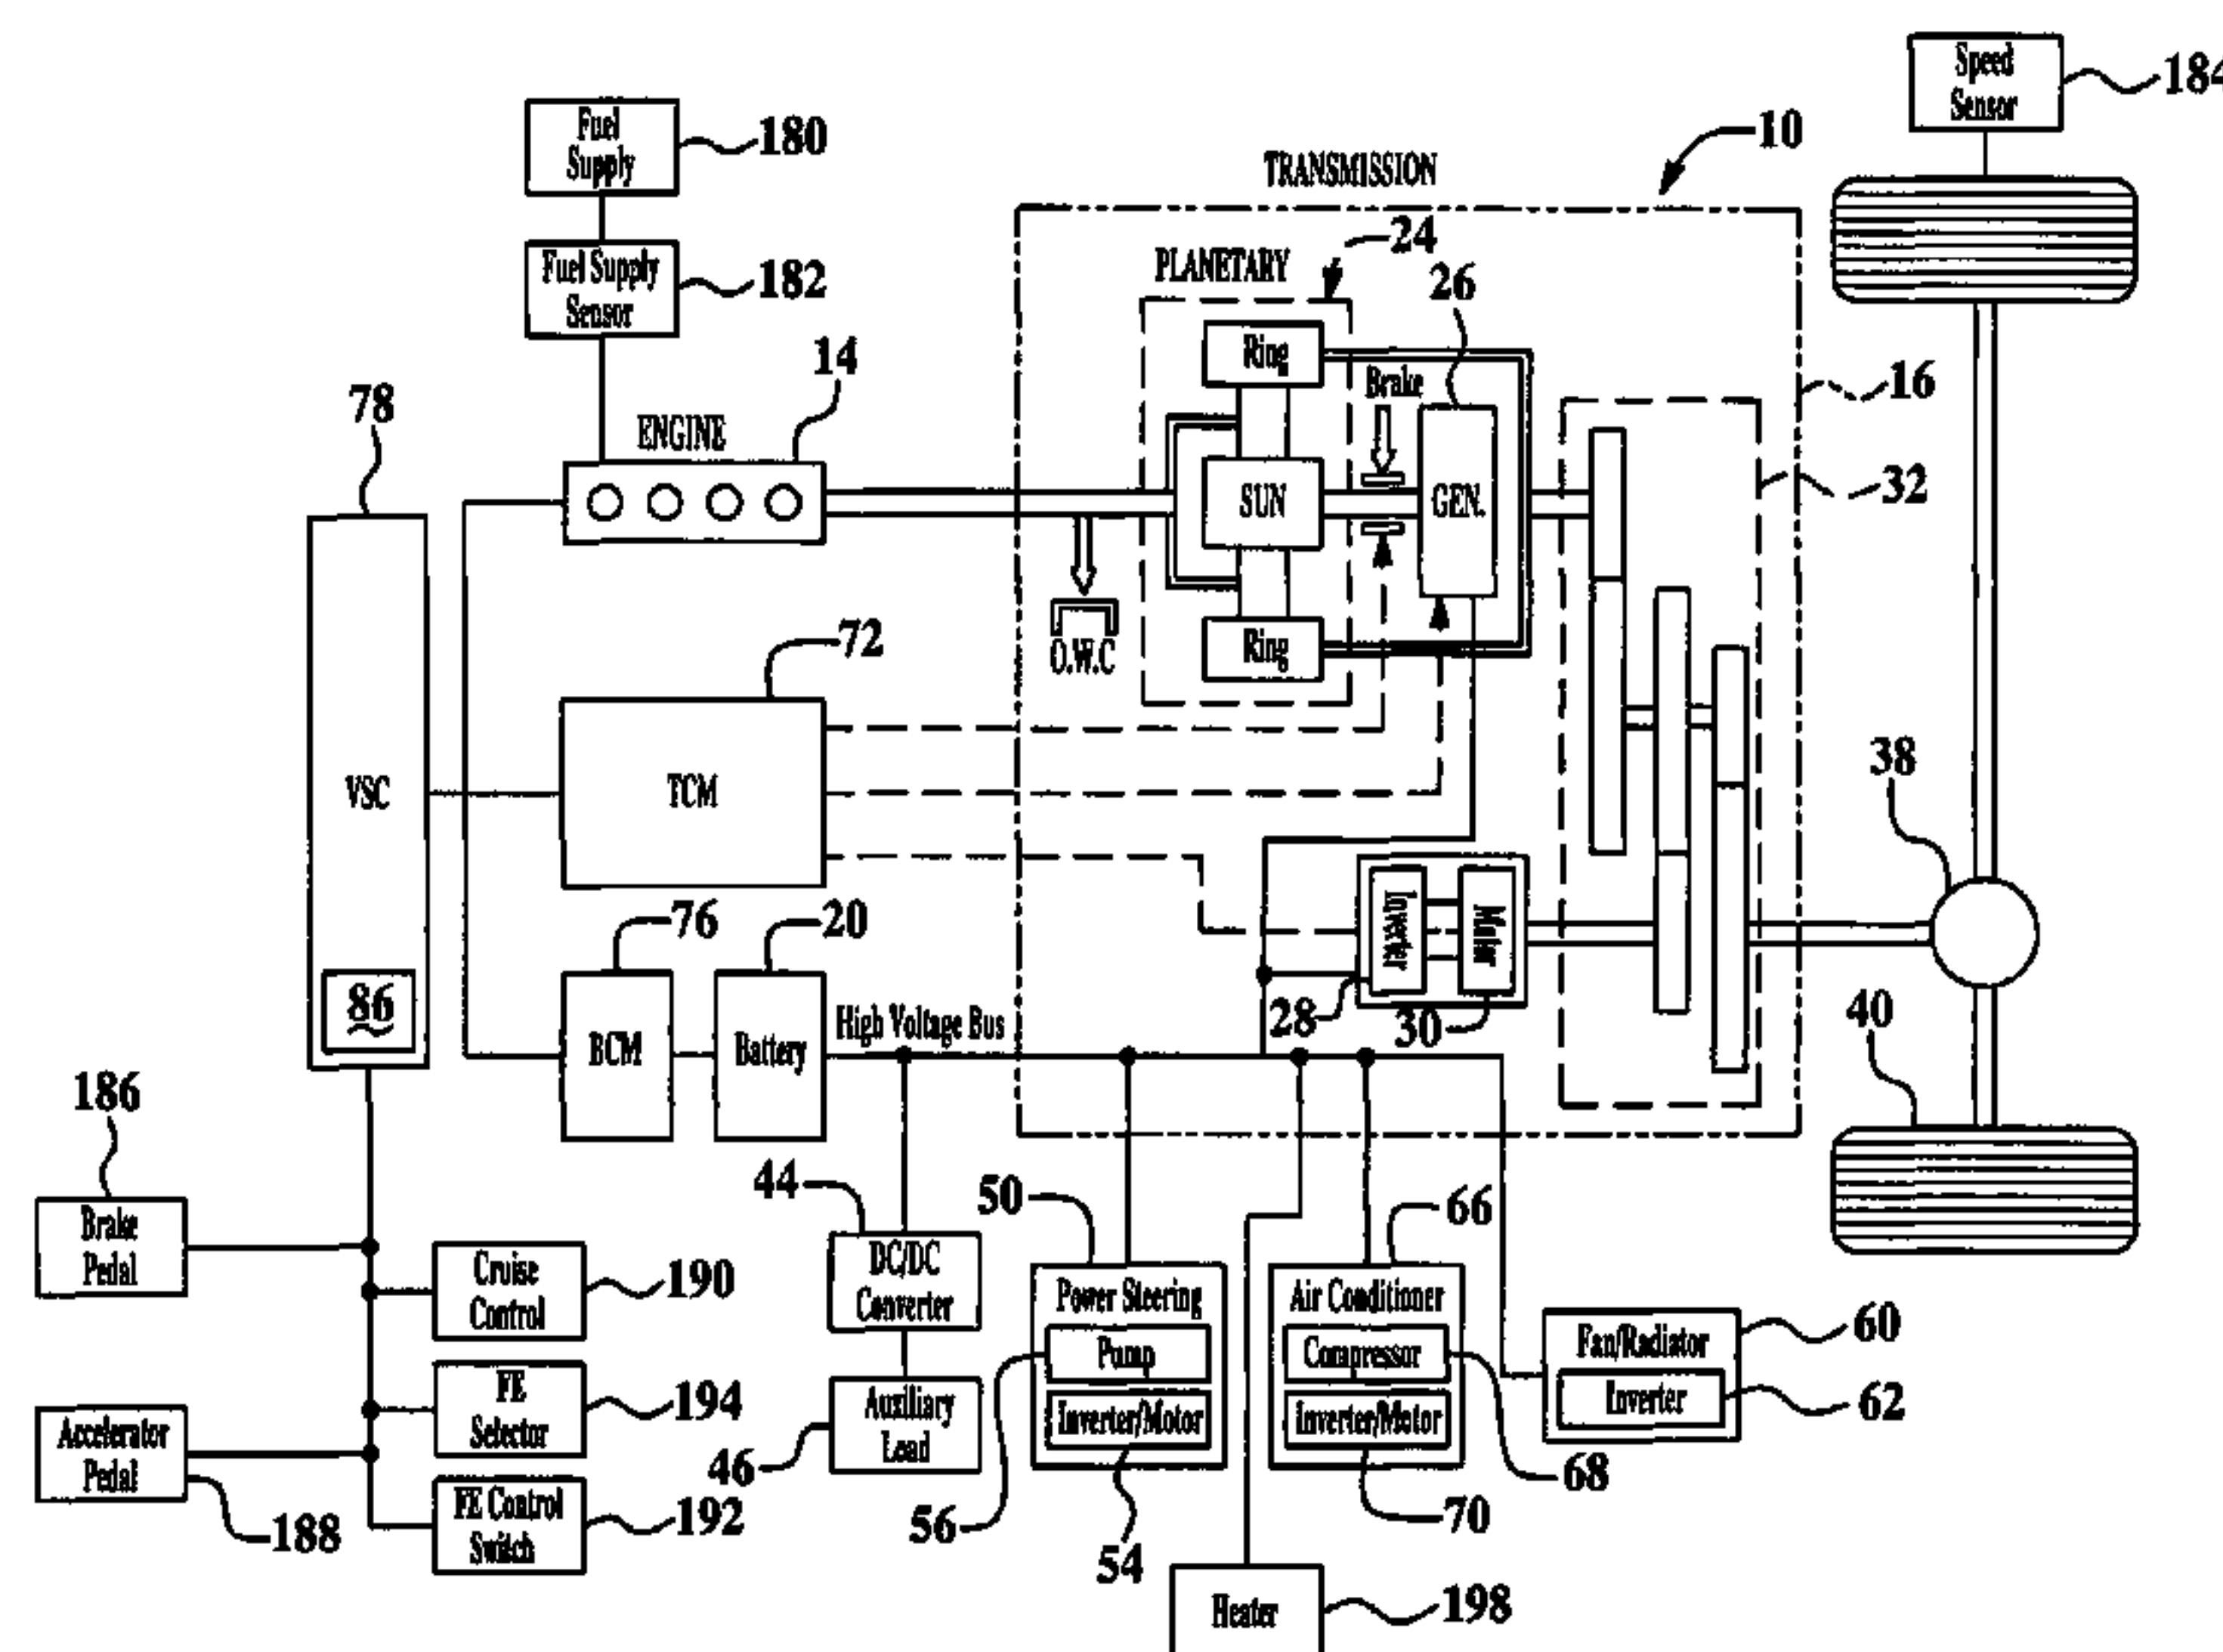 Speed
Sensor
184
Fuel
Supply
180
10
TRANSMISSION
Fuel Supply
Sensor
182
PLANETARY
24
26
14
Ring
Brake
16
78
ENGINE
SUN
GEN.
32
O.W.C
Ring
72
VSC
TCM
38
76
20
Inverter
Motor
28
30
86
BCM
Battery
High Voltage Bus
40
186
Brake
Pedal
44
50
66
Cruise
Control
190
DC/DC
Converter
Power Steering
Air Conditioner
60
Fan/Radiator
Pump
Compressor
Inverter
62
56
68
FE
Selector
194
Auxiliary
Load
46
Inverter/Motor
Inverter/Motor
54
70
Accelerator
Pedal
188
FE Control
Switch
192
Heater
198